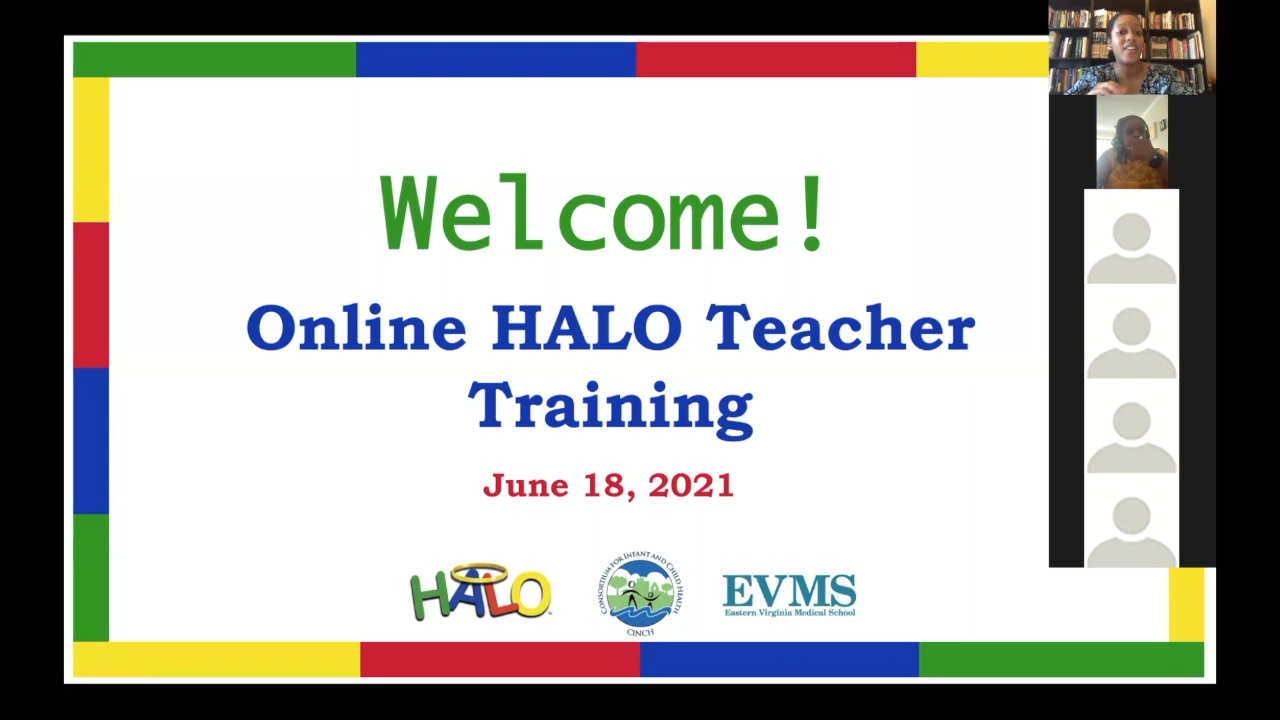 Welcome!
Online HALO Teacher
Training
June 18, 2021
HALO
CONSORTIUM FOR INFANT AND CHILD HEALTH
CINCH
EVMS
Eastern Virginia Medical School